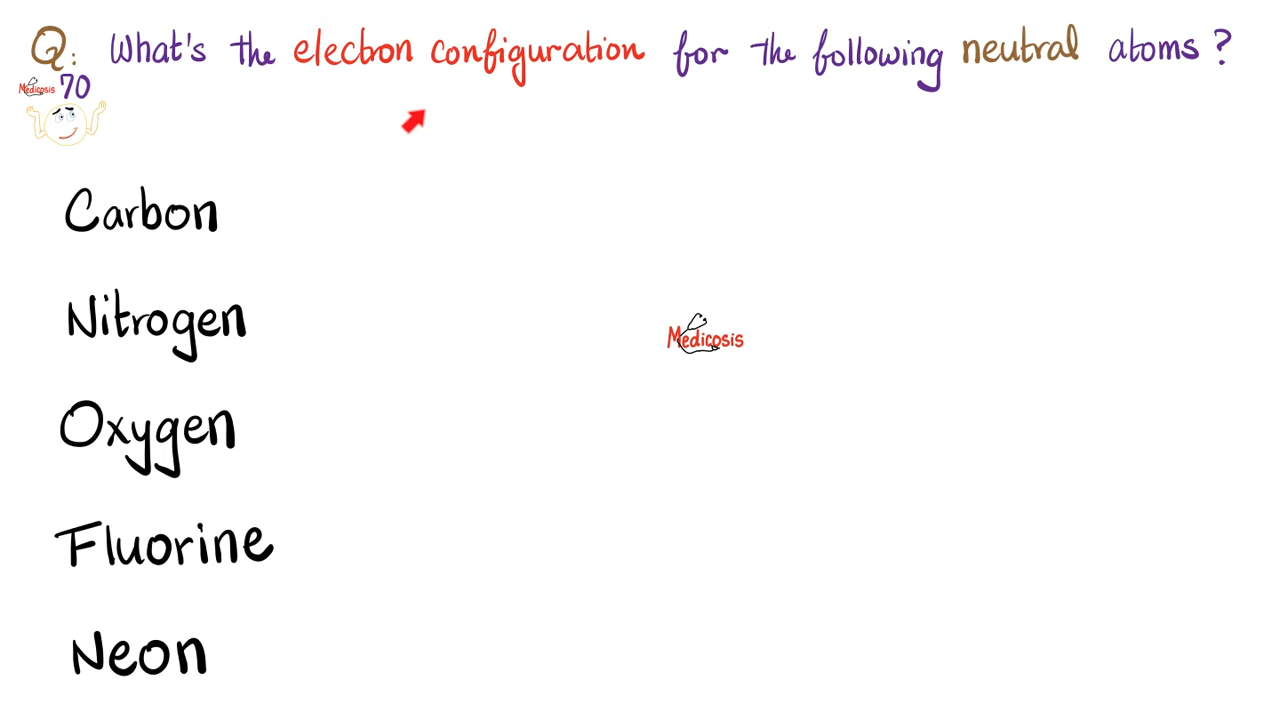 Q: What's the electron configuration for the following neutral atoms?
Medicosis 70
Carbon
Nitrogen
Medicosis
Oxygen
Fluorine
Neon